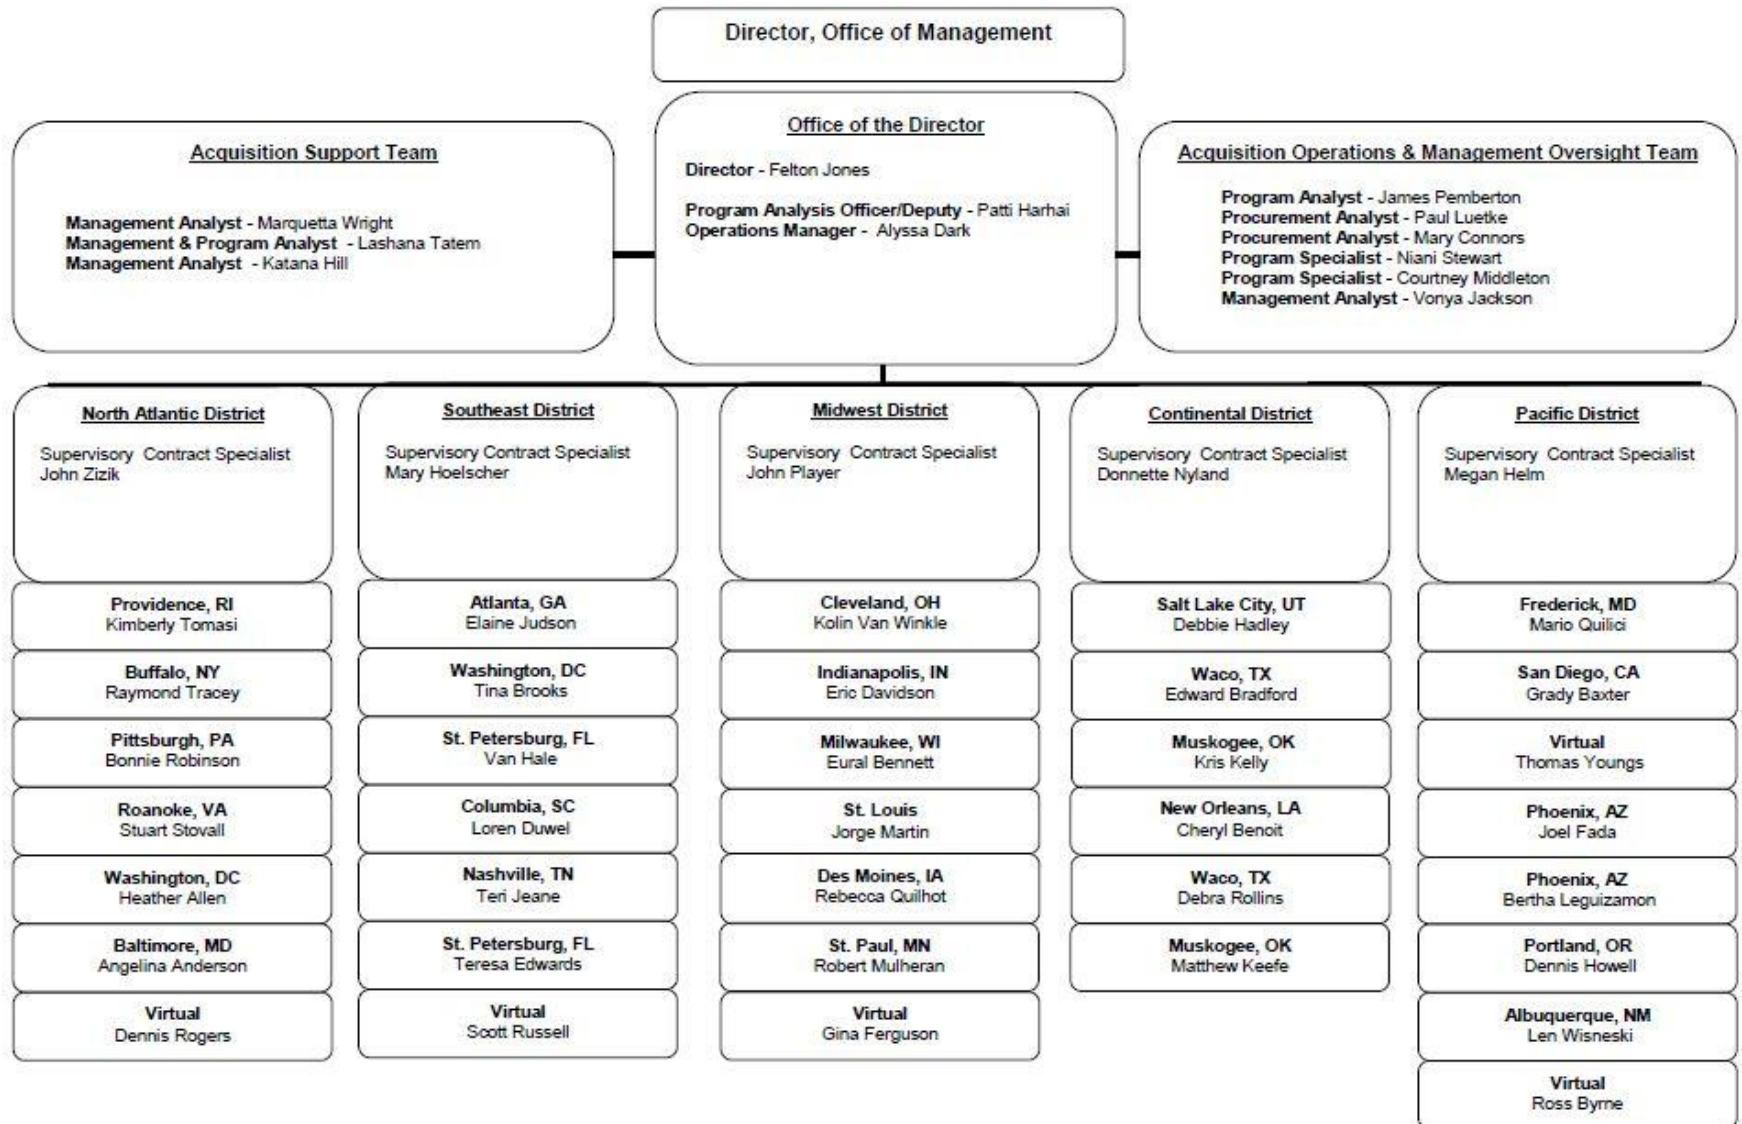 Director, Office of Management
Office of the Director
Director - Felton Jones
Program Analysis Officer/Deputy - Patti Harhai
Operations Manager - Alyssa Dark
Acquisition Support Team
Management Analyst - Marquetta Wright
Management & Program Analyst - Lashana Tatem
Management Analyst - Katana Hill
Acquisition Operations & Management Oversight Team
Program Analyst - James Pemberton
Procurement Analyst - Paul Luetke
Procurement Analyst - Mary Connors
Program Specialist - Niani Stewart
Program Specialist - Courtney Middleton
Management Analyst - Vonya Jackson
North Atlantic District
Supervisory Contract Specialist
John Zizik
Providence, RI
Kimberly Tomasi
Buffalo, NY
Raymond Tracey
Pittsburgh, PA
Bonnie Robinson
Roanoke, VA
Stuart Stovall
Washington, DC
Heather Allen
Baltimore, MD
Angelina Anderson
Virtual
Dennis Rogers
Southeast District
Supervisory Contract Specialist
Mary Hoelscher
Atlanta, GA
Elaine Judson
Washington, DC
Tina Brooks
St. Petersburg, FL
Van Hale
Columbia, SC
Loren Duwel
Nashville, TN
Teri Jeane
St. Petersburg, FL
Teresa Edwards
Virtual
Scott Russell
Midwest District
Supervisory Contract Specialist
John Player
Cleveland, OH
Kolin Van Winkle
Indianapolis, IN
Eric Davidson
Milwaukee, WI
Eural Bennett
St. Louis
Jorge Martin
Des Moines, IA
Rebecca Quilhot
St. Paul, MN
Robert Mulheran
Virtual
Gina Ferguson
Continental District
Supervisory Contract Specialist
Donnette Nyland
Salt Lake City, UT
Debbie Hadley
Waco, TX
Edward Bradford
Muskogee, OK
Kris Kelly
New Orleans, LA
Cheryl Benoit
Waco, TX
Debra Rollins
Muskogee, OK
Matthew Keefe
Pacific District
Supervisory Contract Specialist
Megan Helm
Frederick, MD
Mario Quilici
San Diego, CA
Grady Baxter
Virtual
Thomas Youngs
Phoenix, AZ
Joel Fada
Phoenix, AZ
Bertha Leguizamon
Portland, OR
Dennis Howell
Albuquerque, NM
Len Wisneski
Virtual
Ross Byrne